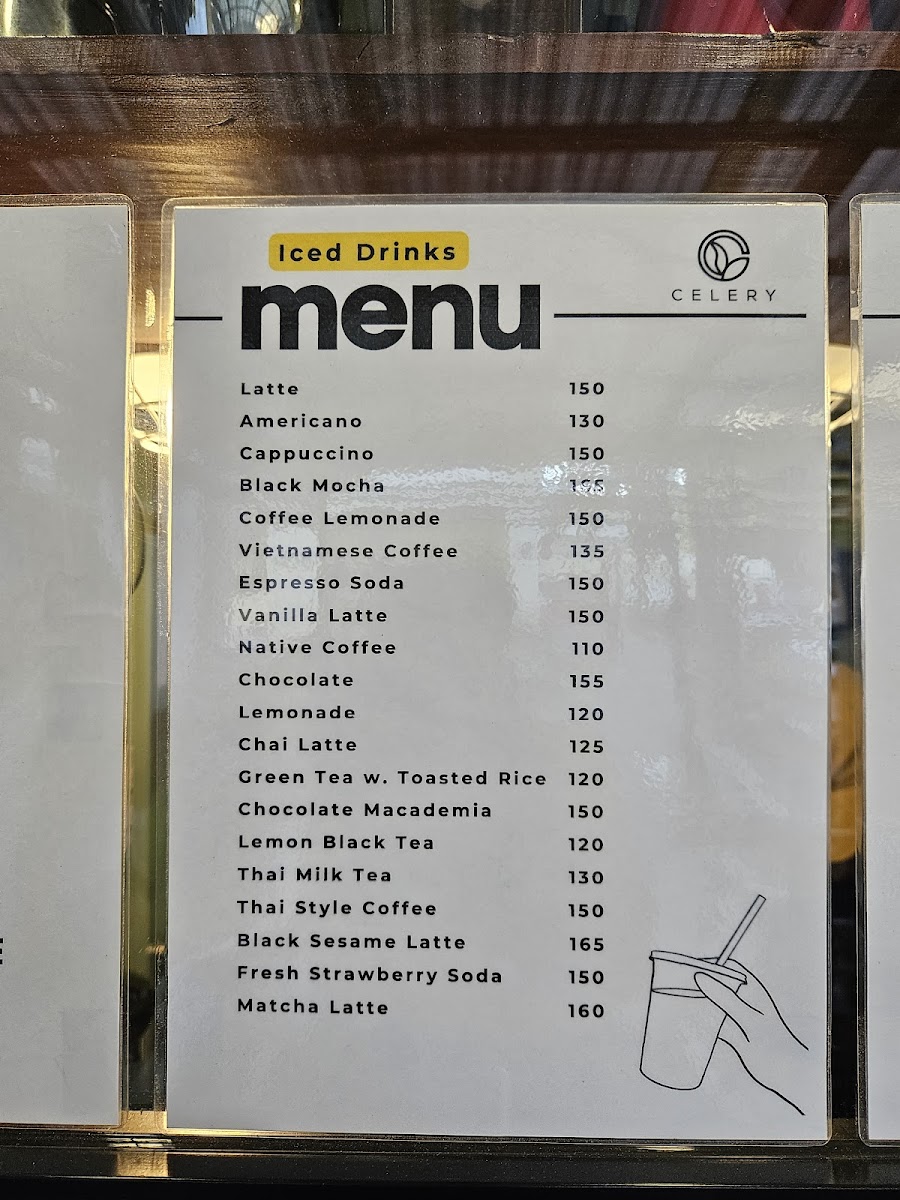 Iced Drinks
menu
CELERY
Latte 150
Americano 130
Cappuccino 150
Black Mocha
Coffee Lemonade 150
Vietnamese Coffee 135
Espresso Soda 150
Vanilla Latte 150
Native Coffee 110
Chocolate 155
Lemonade 120
Chai Latte 125
Green Tea w. Toasted Rice 120
Chocolate Macademia 150
Lemon Black Tea 120
Thai Milk Tea 130
Thai Style Coffee 150
Black Sesame Latte 165
Fresh Strawberry Soda 150
Matcha Latte 160